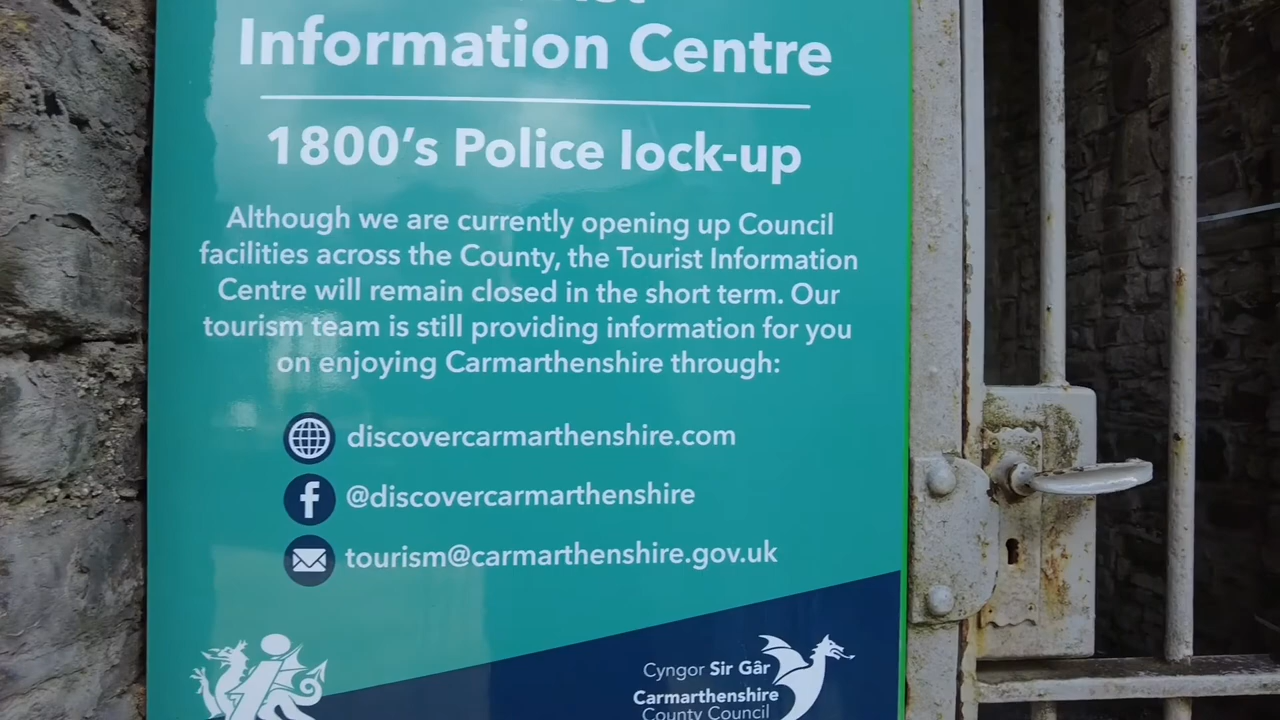 Information Centre
1800's Police lock-up
Although we are currently opening up Council
facilities across the County, the Tourist Information
Centre will remain closed in the short term. Our
tourism team is still providing information for you
on enjoying Carmarthenshire through:
discovercarmarthenshire.com
@discovercarmarthenshire
tourism@carmarthenshire.gov.uk
Cyngor Sir Gâr
Carmarthenshire
County Council